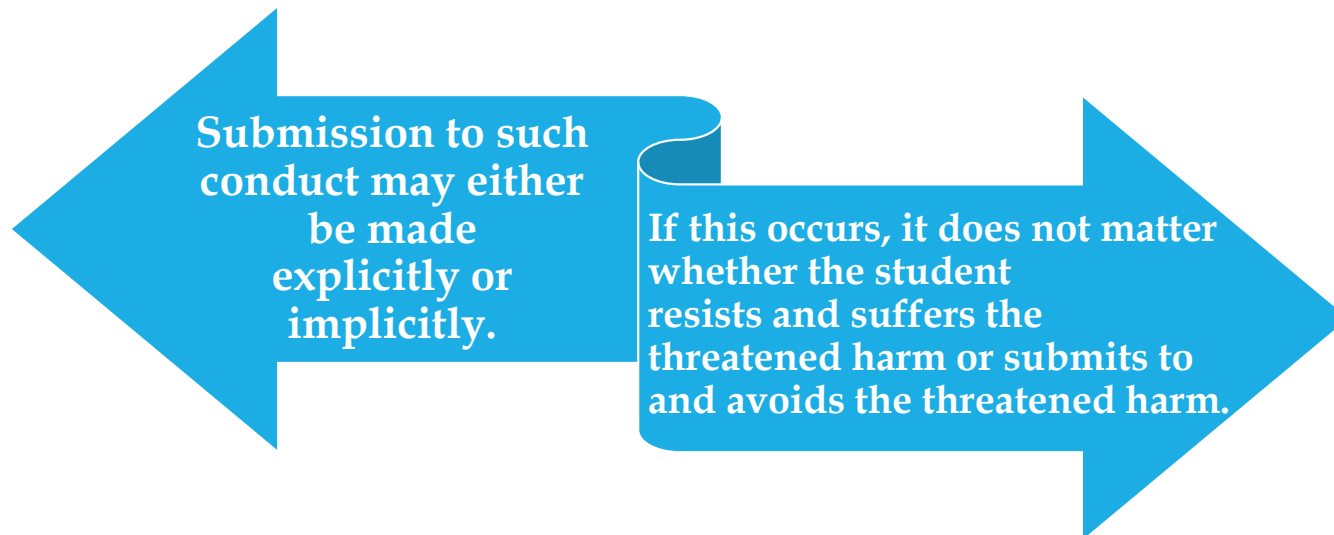 Submission to such
conduct may either
be made
explicitly or
implicitly.
If this occurs, it does not matter
whether the student
resists and suffers the
threatened harm or submits to
and avoids the threatened harm.